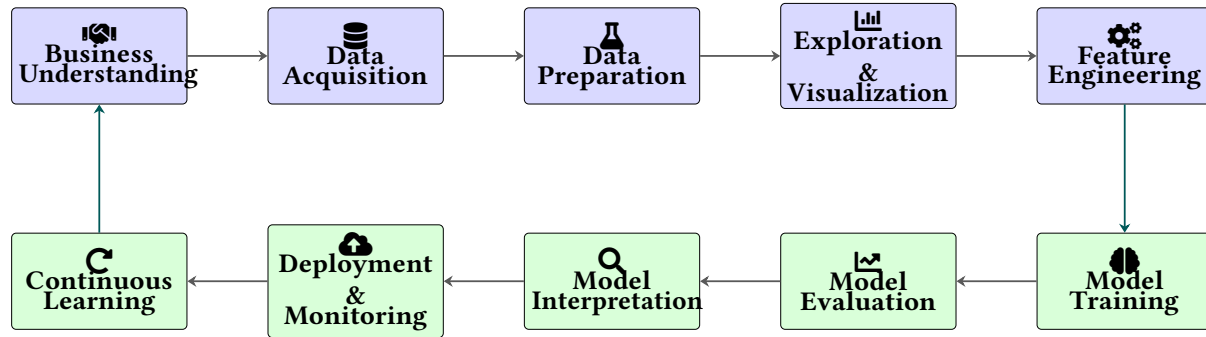 Business
Understanding
Data
Acquisition
Data
Preparation
Exploration
&
Visualization
Feature
Engineering
Continuous
Learning
Deployment
&
Monitoring
Model
Interpretation
Model
Evaluation
Model
Training